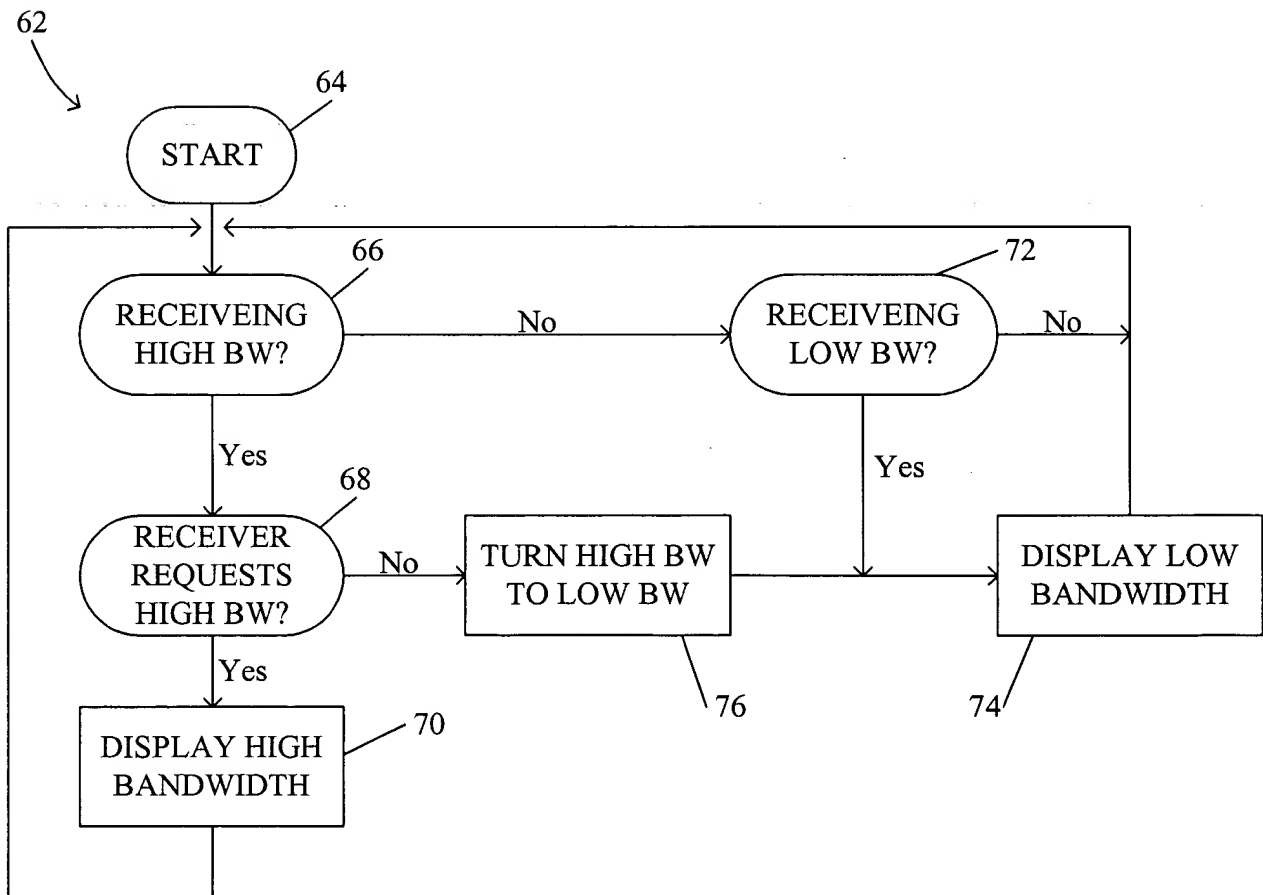 62
64
START
66
72
RECEIVEING
HIGH BW?
No
RECEIVEING
LOW BW?
No
Yes
Yes
68
RECEIVER
REQUESTS
HIGH BW?
No
TURN HIGH BW
TO LOW BW
DISPLAY LOW
BANDWIDTH
Yes
76
74
70
DISPLAY HIGH
BANDWIDTH